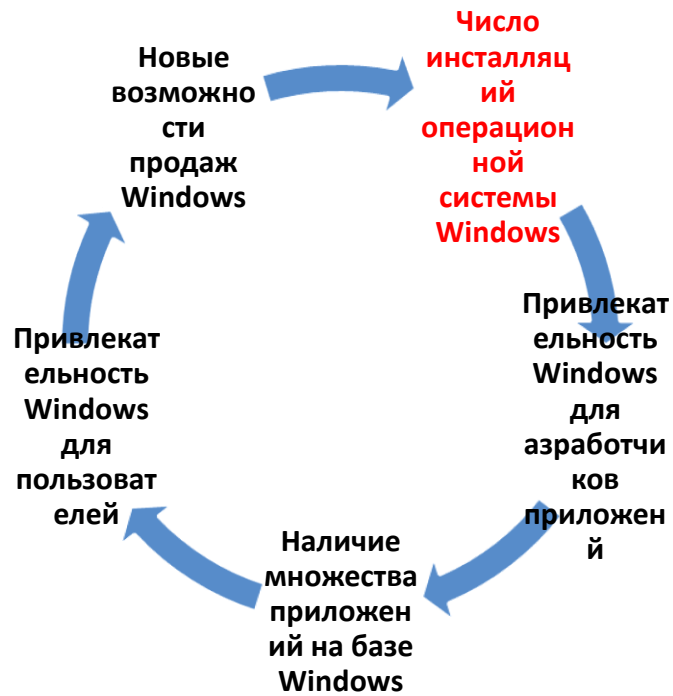 Число
инсталляц
ий
операцион
ной
системы
Windows
Привлекат
ельность
Windows
для
азработчи
ков
приложен
й
Наличие
множества
приложен
ий на базе
Windows
Привлекат
ельность
Windows
для
пользоват
елей
Новые
возможно
сти
продаж
Windows